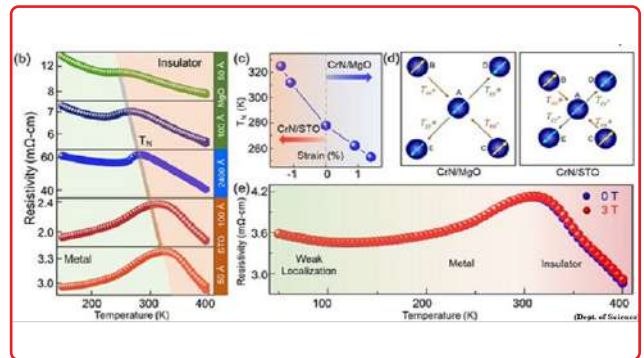 (b)
Insulator
12
8
50 Å
MgO
7
6
100 Å
T_N
60
40
2400 Å
2.4
2.0
100 Å
STO
3.3
3.0
50 Å
Metal
Resistivity (mΩ-cm)
200 300 400
Temperature (K)
(c)
320
300
280
260
T_N (K)
CrN/MgO
CrN/STO
-1 0 1
Strain (%)
(d)
B D
A
E C
CrN/MgO
B D
A
E C
CrN/STO
(e)
4.2
3.6
3.0
Resistivity (mΩ-cm)
0 T
3 T
Weak
Localization
Metal
Insulator
100 200 300 400
Temperature (K)
(Dept. of Science